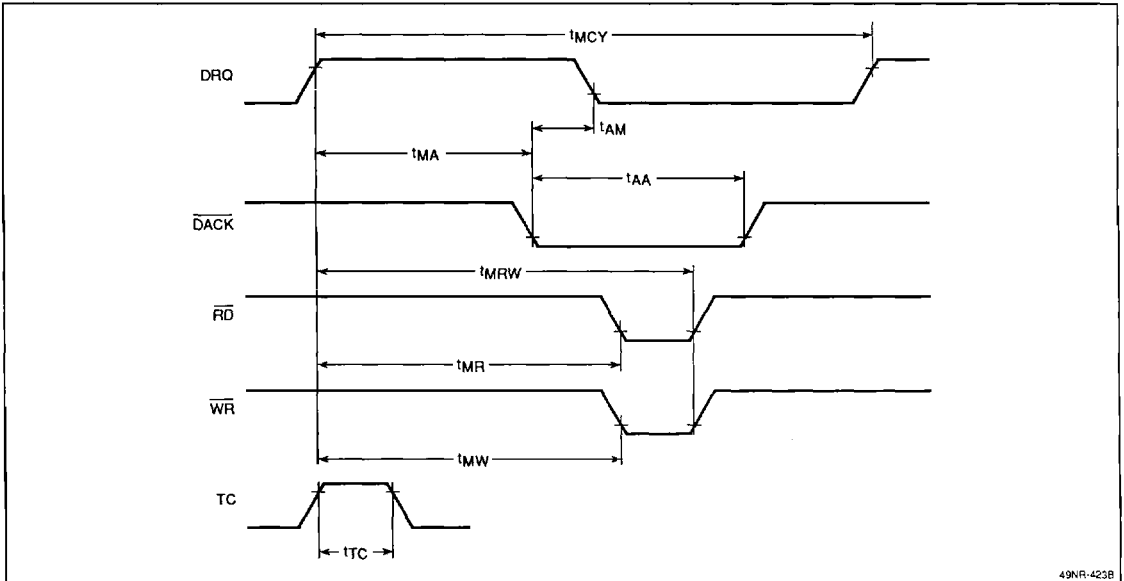 tMCY
DRQ
tAM
tMA
tAA
DACK
tMRW
RD
tMR
WR
tMW
TC
tTC
49NR-423B